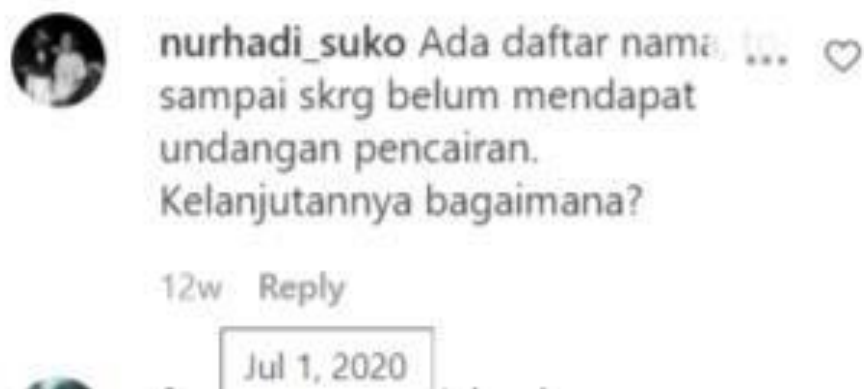 nurhadi_suko Ada daftar nama
sampai skrg belum mendapat
undangan pencairan.
Kelanjutannya bagaimana?
12w Reply
Jul 1, 2020